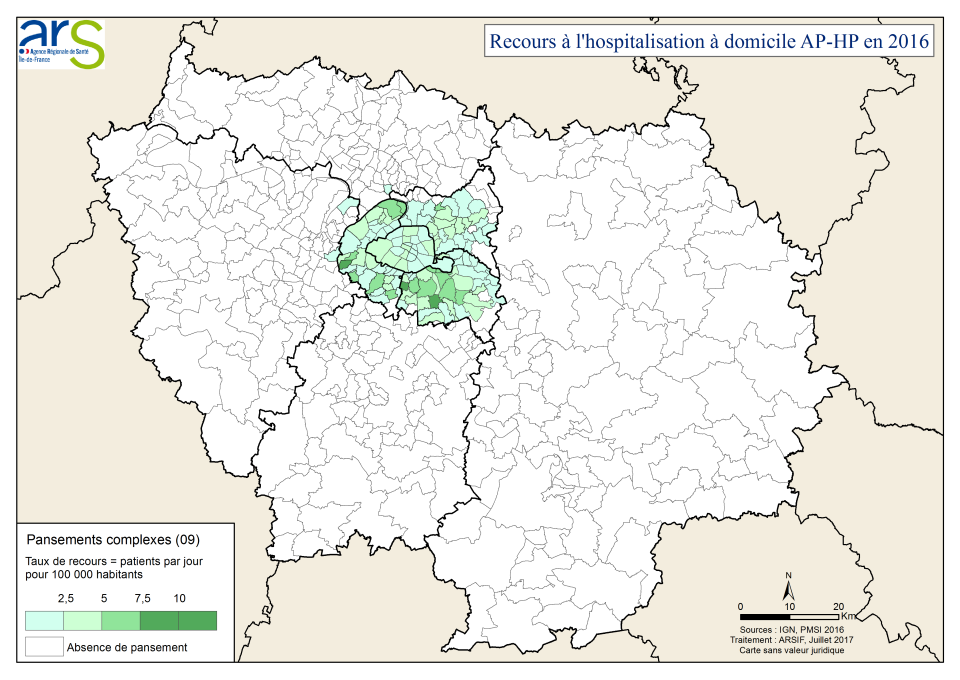 ars
Agence Régionale de Santé
Île-de-France
Recours à l'hospitalisation à domicile AP-HP en 2016
Pansements complexes (09)
Taux de recours = patients par jour
pour 100 000 habitants
2,5 5 7,5 10
Absence de pansement
N
0 10 20
Km
Sources : IGN, PMSI 2016
Traitement : ARSIF, Juillet 2017
Carte sans valeur juridique